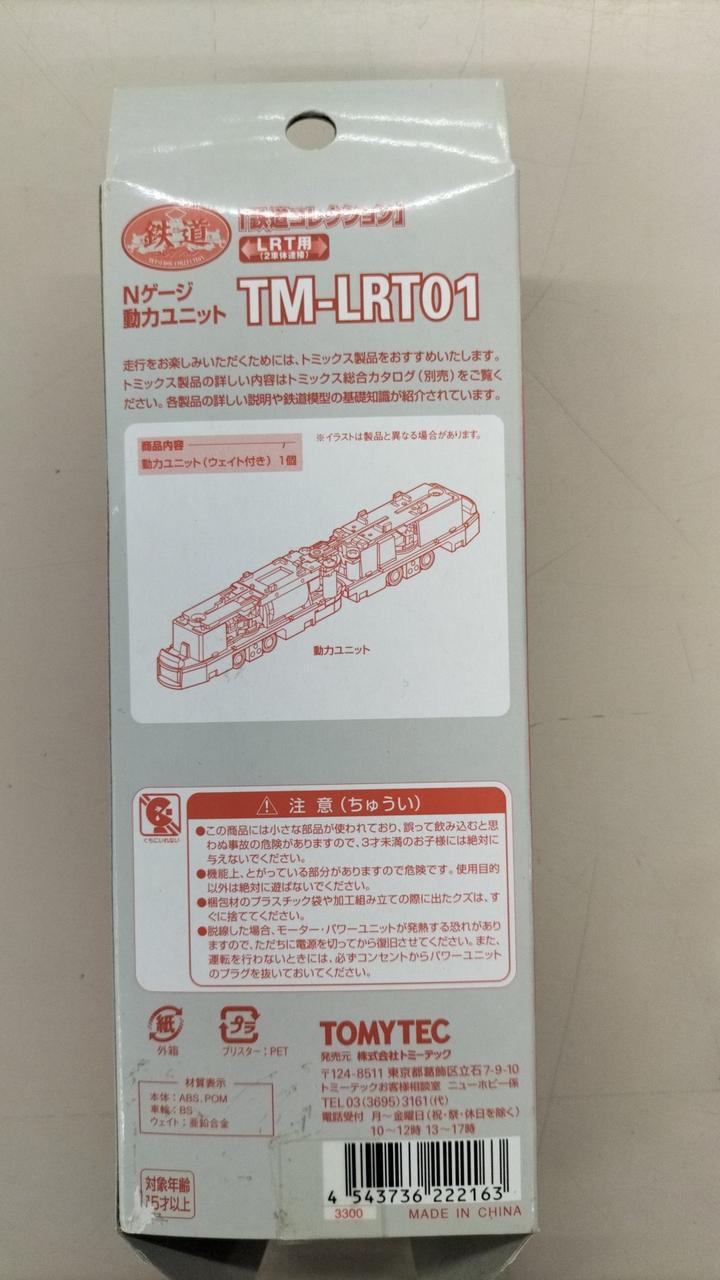 鉄道
「鉄道コレクション」
LRT用
(2車体連接)
Nゲージ
動力ユニット
TM-LRT01
走行をお楽しみいただくためには、トミックス製品をおすすめいたします。
トミックス製品の詳しい内容はトミックス総合カタログ(別売)をご覧く
ださい。各製品の詳しい説明や鉄道模型の基礎知識が紹介されています。
商品内容
動力ユニット(ウェイト付き) 1個
※イラストは製品と異なる場合があります。
動力ユニット
くちにいれない
注 意(ちゅうい)
●この商品には小さな部品が使われており、誤って飲み込むと思
わぬ事故の危険がありますので、3才未満のお子様には絶対に
与えないでください。
●機能上、とがっている部分がありますので危険です。使用目的
以外は絶対に遊ばないでください。
●梱包材のプラスチック袋や加工組み立ての際に出たクズは、す
ぐに捨ててください。
●脱線した場合、モーター・パワーユニットが発熱する恐れがあり
ますので、ただちに電源を切ってから復旧させてください。また、
運転を行わないときには、必ずコンセントからパワーユニット
のプラグを抜いておいてください。
紙
外箱
プラ
ブリスター：PET
材質表示
本体：ABS, POM
車輪：BS
ウェイト：亜鉛合金
TOMYTEC
発売元 株式会社トミーテック
〒124-8511 東京都葛飾区立石7-9-10
トミーテックお客様相談室 ニューホビー係
TEL 03(3695)3161(代)
電話受付 月～金曜日(祝・祭・休日を除く)
10～12時 13～17時
対象年齢
15才以上
4 543736 222163
3300
MADE IN CHINA